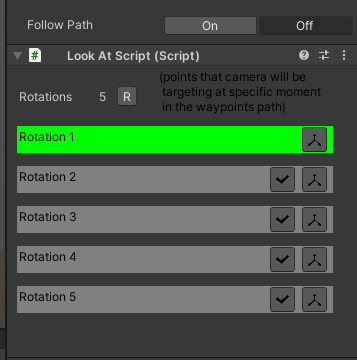 Follow Path On Off
# Look At Script (Script)
Rotations 5 R
(points that camera will be
targeting at specific moment
in the waypoints path)
Rotation 1
Rotation 2
Rotation 3
Rotation 4
Rotation 5